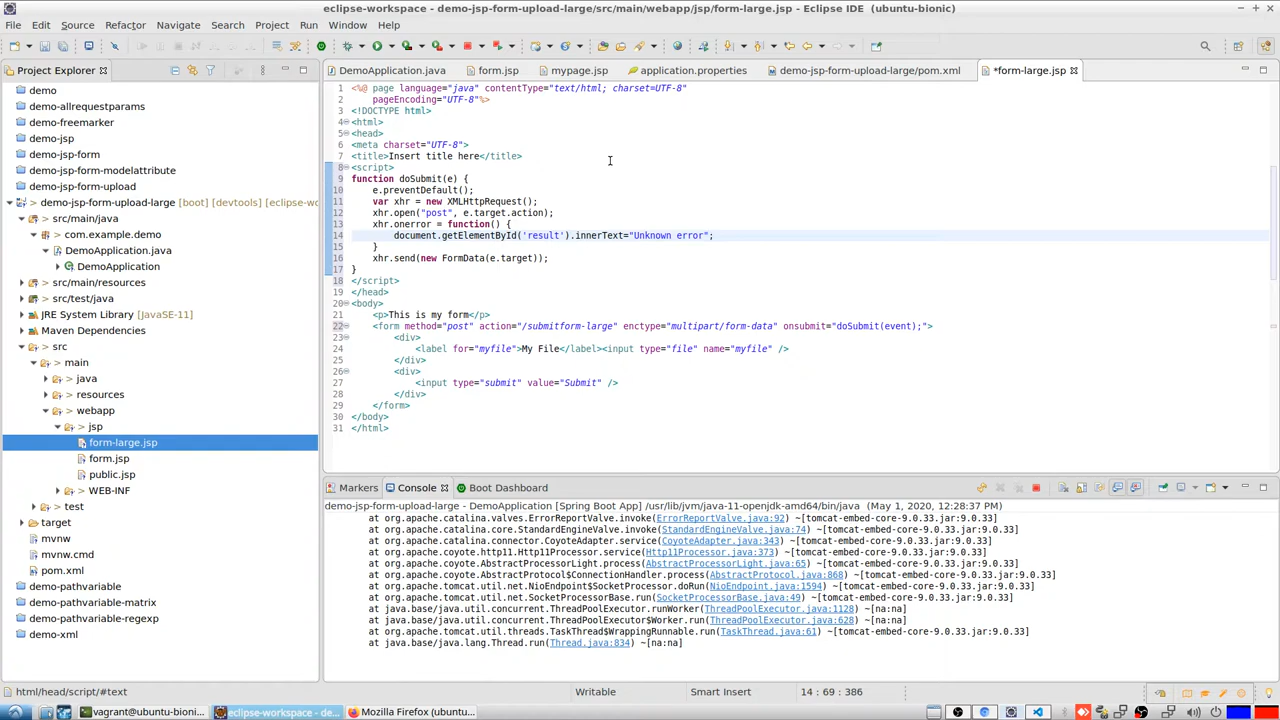 eclipse-workspace - demo-jsp-form-upload-large/src/main/webapp/jsp/form-large.jsp - Eclipse IDE (ubuntu-bionic)
File Edit Source Refactor Navigate Search Project Run Window Help
Project Explorer
DemoApplication.java form.jsp mypage.jsp application.properties demo-jsp-form-upload-large/pom.xml *form-large.jsp
demo
demo-allrequestparams
demo-freemarker
demo-jsp
demo-jsp-form
demo-jsp-form-modelattribute
demo-jsp-form-upload
demo-jsp-form-upload-large [boot] [devtools] [eclipse-wo
src/main/java
> com.example.demo
> DemoApplication.java
> DemoApplication
> src/main/resources
> src/test/java
JRE System Library [JavaSE-11]
Maven Dependencies
> src
> main
> java
> resources
> webapp
> jsp
form-large.jsp
form.jsp
public.jsp
> WEB-INF
> test
target
mvnw
mvnw.cmd
pom.xml
demo-pathvariable
demo-pathvariable-matrix
demo-pathvariable-regexp
demo-xml
1 <%@ page language="java" contentType="text/html; charset=UTF-8"
2 pageEncoding="UTF-8"%>
3 <!DOCTYPE html>
4 <html>
5 <head>
6 <meta charset="UTF-8">
7 <title>Insert title here</title>
8 <script>
9 function doSubmit(e) {
10 e.preventDefault();
11 var xhr = new XMLHttpRequest();
12 xhr.open("post", e.target.action);
13 xhr.onerror = function() {
14 document.getElementById('result').innerText="Unknown error";
15 }
16 xhr.send(new FormData(e.target));
17 }
18 </script>
19 </head>
20 <body>
21 <p>This is my form</p>
22 <form method="post" action="/submitform-large" enctype="multipart/form-data" onsubmit="doSubmit(event);">
23 <div>
24 <label for="myfile">My File</label><input type="file" name="myfile" />
25 </div>
26 <div>
27 <input type="submit" value="Submit" />
28 </div>
29 </form>
30 </body>
31 </html>
Markers Console Boot Dashboard
demo-jsp-form-upload-large - DemoApplication [Spring Boot App] /usr/lib/jvm/java-11-openjdk-amd64/bin/java (May 1, 2020, 12:28:37 PM)
at org.apache.catalina.valves.ErrorReportValve.invoke(ErrorReportValve.java:92) ~[tomcat-embed-core-9.0.33.jar:9.0.33]
at org.apache.catalina.core.StandardEngineValve.invoke(StandardEngineValve.java:74) ~[tomcat-embed-core-9.0.33.jar:9.0.33]
at org.apache.catalina.connector.CoyoteAdapter.service(CoyoteAdapter.java:343) ~[tomcat-embed-core-9.0.33.jar:9.0.33]
at org.apache.coyote.http11.Http11Processor.service(Http11Processor.java:373) ~[tomcat-embed-core-9.0.33.jar:9.0.33]
at org.apache.coyote.AbstractProcessorLight.process(AbstractProcessorLight.java:65) ~[tomcat-embed-core-9.0.33.jar:9.0.33]
at org.apache.coyote.AbstractProtocol$ConnectionHandler.process(AbstractProtocol.java:868) ~[tomcat-embed-core-9.0.33.jar:9.0.33]
at org.apache.tomcat.util.net.NioEndpoint$SocketProcessor.doRun(NioEndpoint.java:1594) ~[tomcat-embed-core-9.0.33.jar:9.0.33]
at org.apache.tomcat.util.net.SocketProcessorBase.run(SocketProcessorBase.java:49) ~[tomcat-embed-core-9.0.33.jar:9.0.33]
at java.base/java.util.concurrent.ThreadPoolExecutor.runWorker(ThreadPoolExecutor.java:1128) ~[na:na]
at java.base/java.util.concurrent.ThreadPoolExecutor$Worker.run(ThreadPoolExecutor.java:628) ~[na:na]
at org.apache.tomcat.util.threads.TaskThread$WrappingRunnable.run(TaskThread.java:61) ~[tomcat-embed-core-9.0.33.jar:9.0.33]
at java.base/java.lang.Thread.run(Thread.java:834) ~[na:na]
html/head/script/#text Writable Smart Insert 14 : 69 : 386
vagrant@ubuntu-bioni... eclipse-workspace - de... Mozilla Firefox (ubuntu...